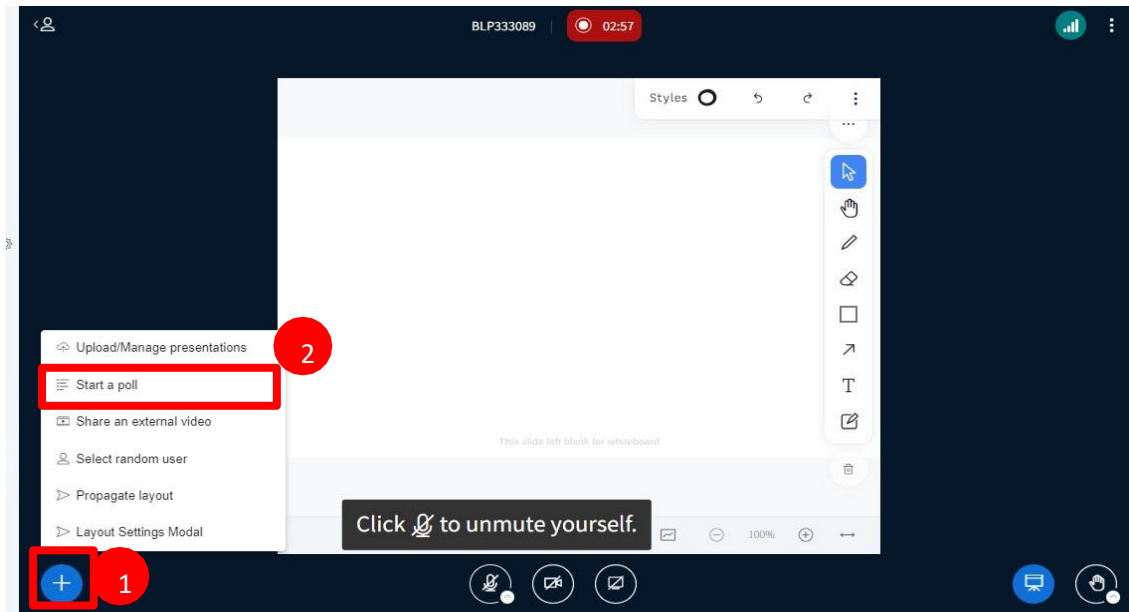 BLP333089
02:57
Styles
Upload/Manage presentations
2
Start a poll
Share an external video
T
This slide left blank for whiteboard
Select random user
Propagate layout
Layout Settings Modal
Click to unmute yourself.
100%
1